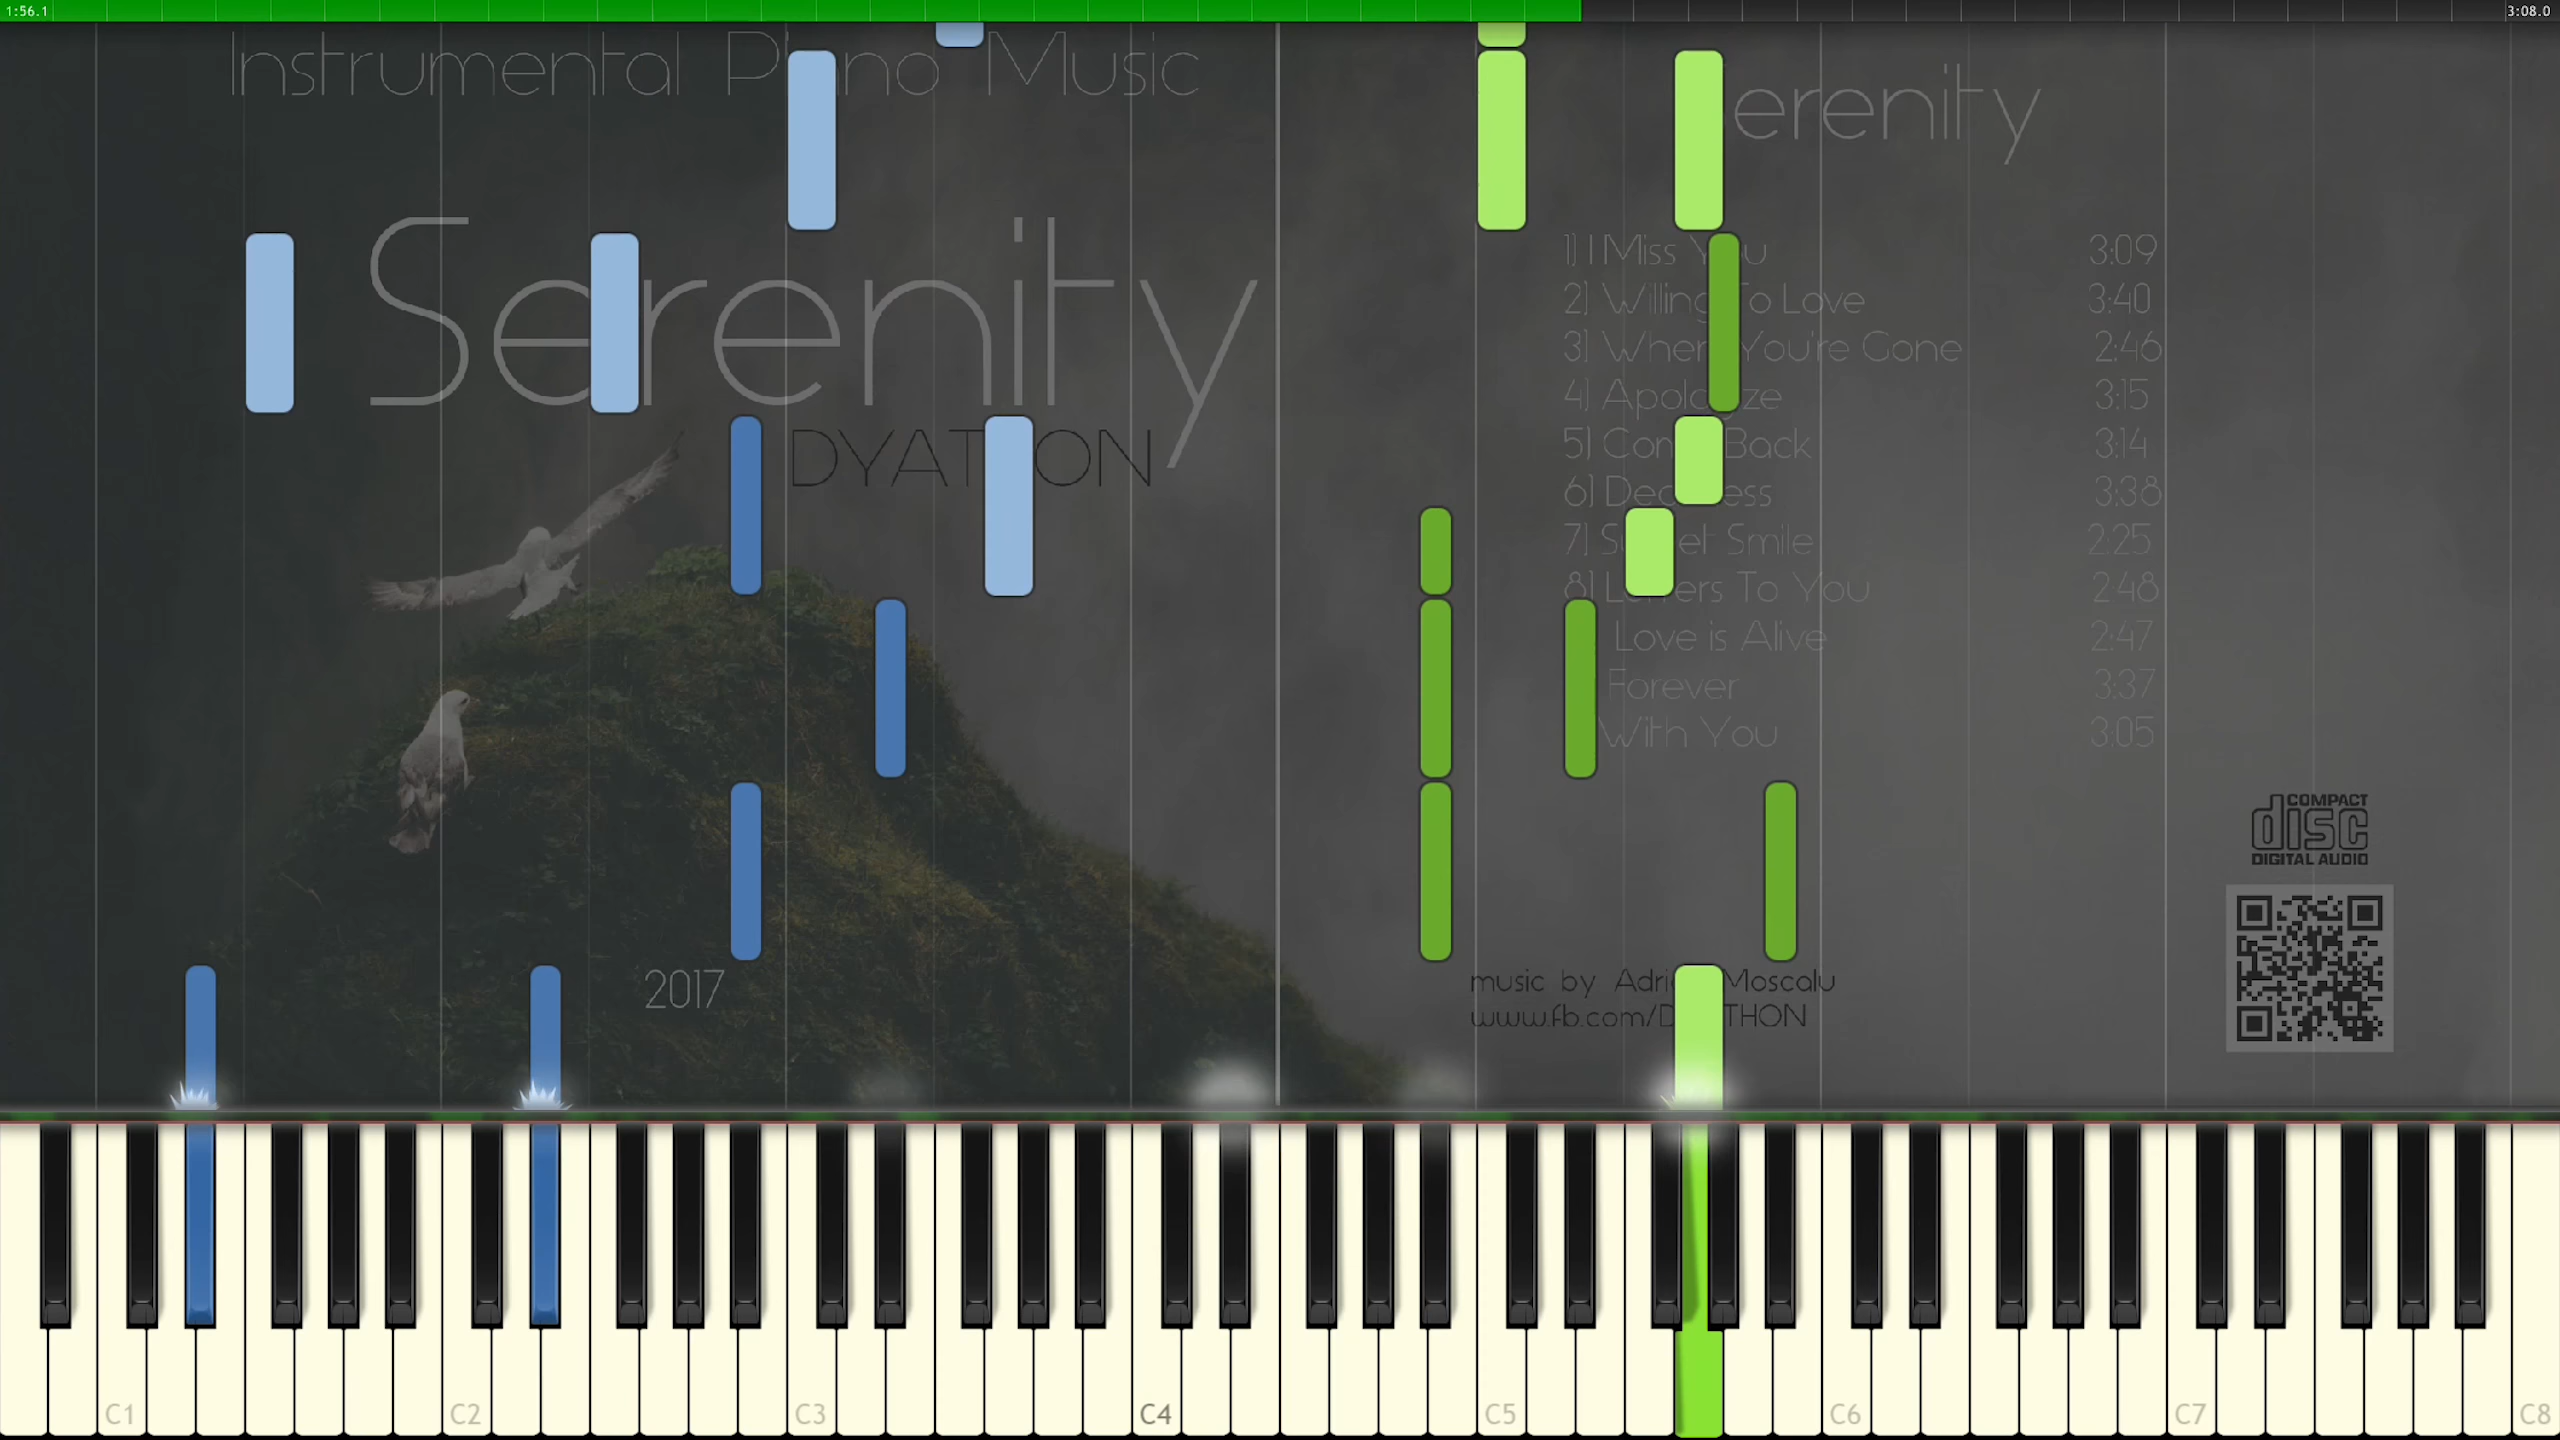 1:56.1
3:08.0
Instrumental P no Music
erenity
Serenity
DYAT ON
1) I Miss Y u 3:09
2) Willing o Love 3:40
3) Wher You're Gone 2:46
4) Apolo ze 3:15
5) Com Back 3:14
6) Dec ess 3:38
7) S et Smile 2:25
8) L ers To You 2:48
Love is Alive 2:47
Forever 3:37
With You 3:05
COMPACT
disc
DIGITAL AUDIO
2017
music by Adri Moscalu
www.fb.com/D THON
C1 C2 C3 C4 C5 C6 C7 C8